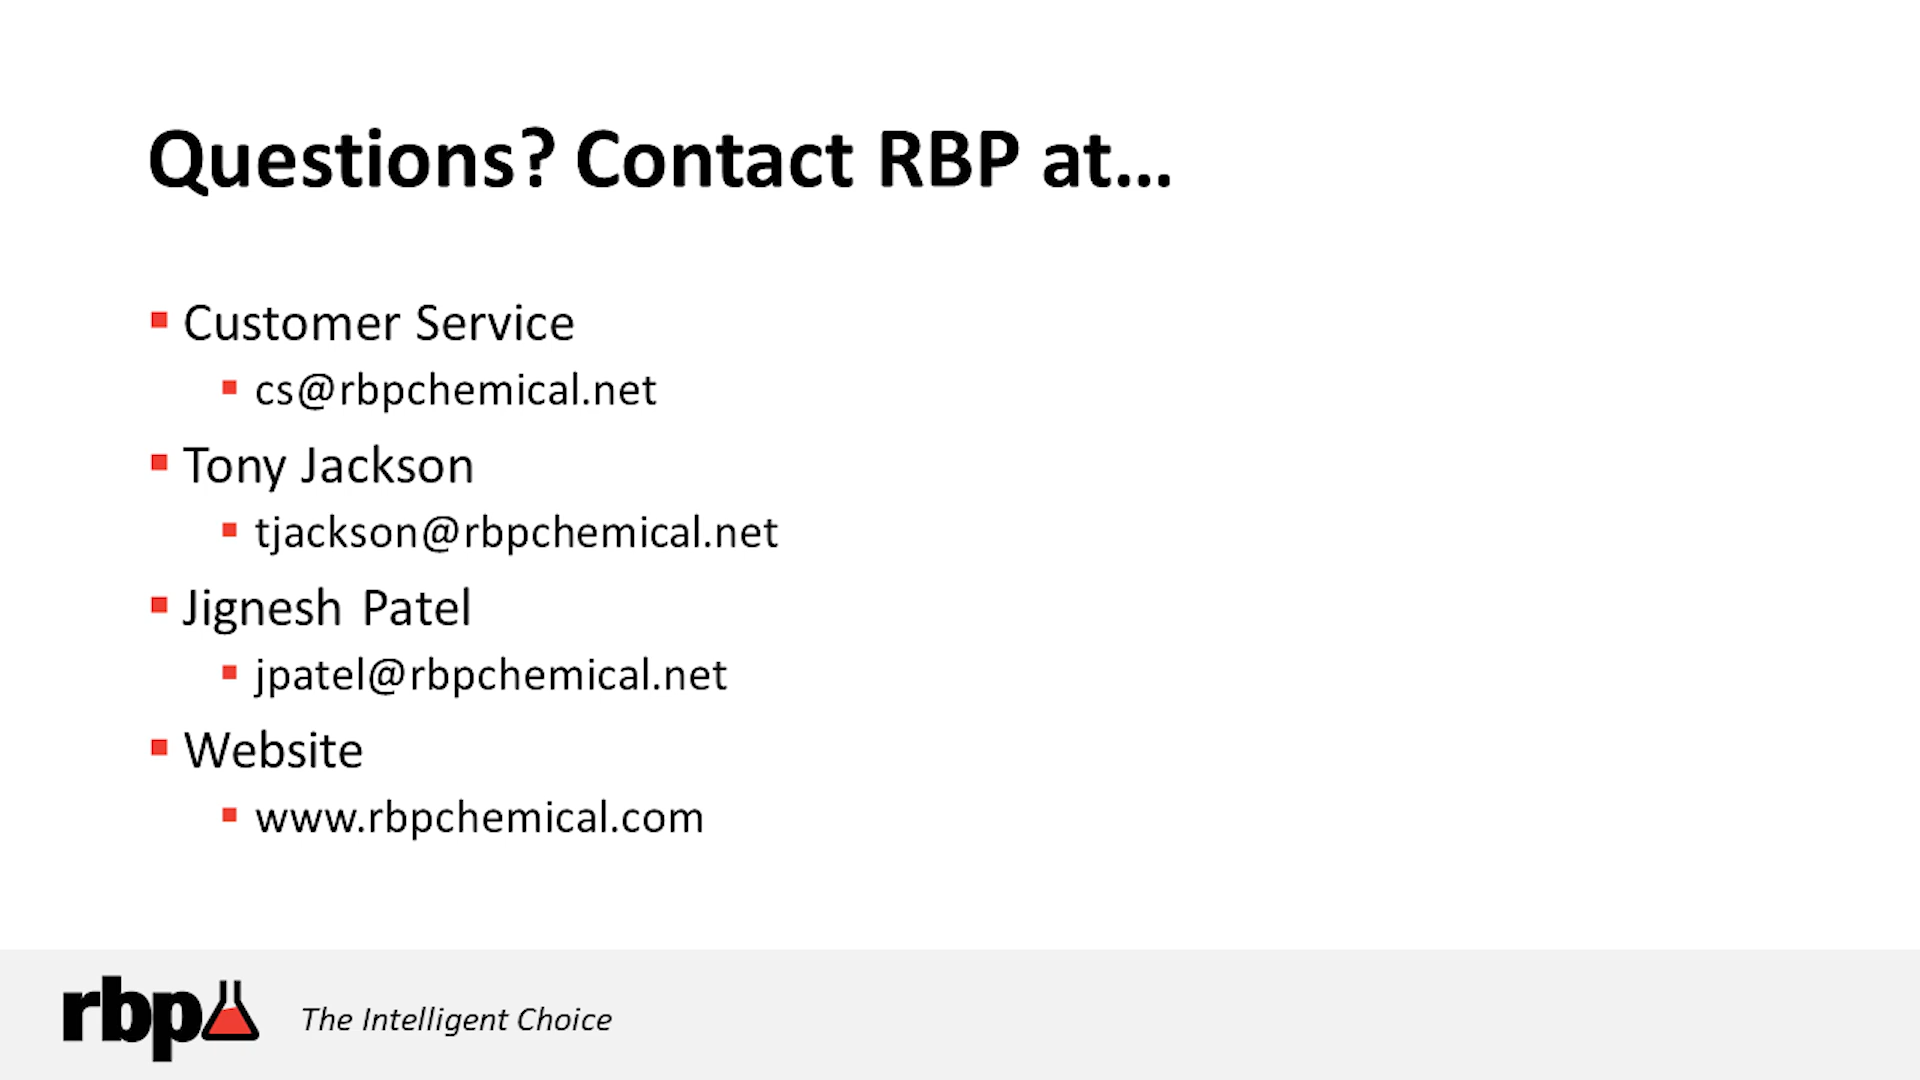 Questions? Contact RBP at...
Customer Service
cs@rbpchemical.net
Tony Jackson
tjackson@rbpchemical.net
Jignesh Patel
jpatel@rbpchemical.net
Website
www.rbpchemical.com
rbp
The Intelligent Choice